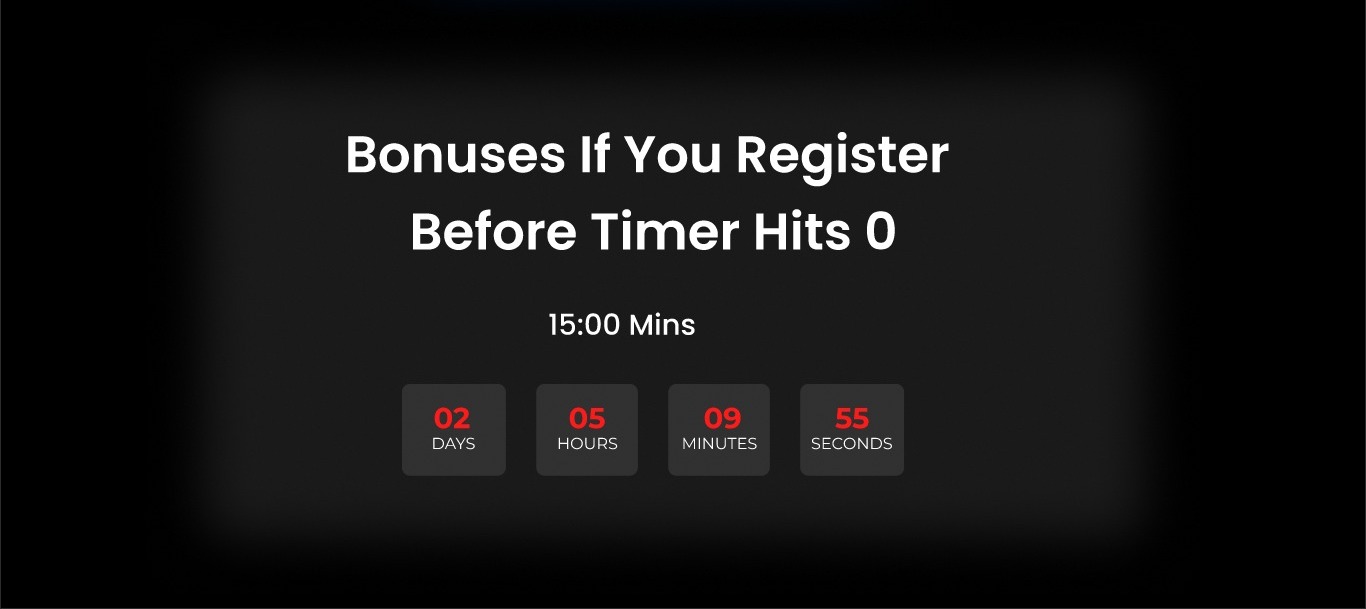 Bonuses If You Register
Before Timer Hits 0
15:00 Mins
02 05 09 55
DAYS HOURS MINUTES SECONDS